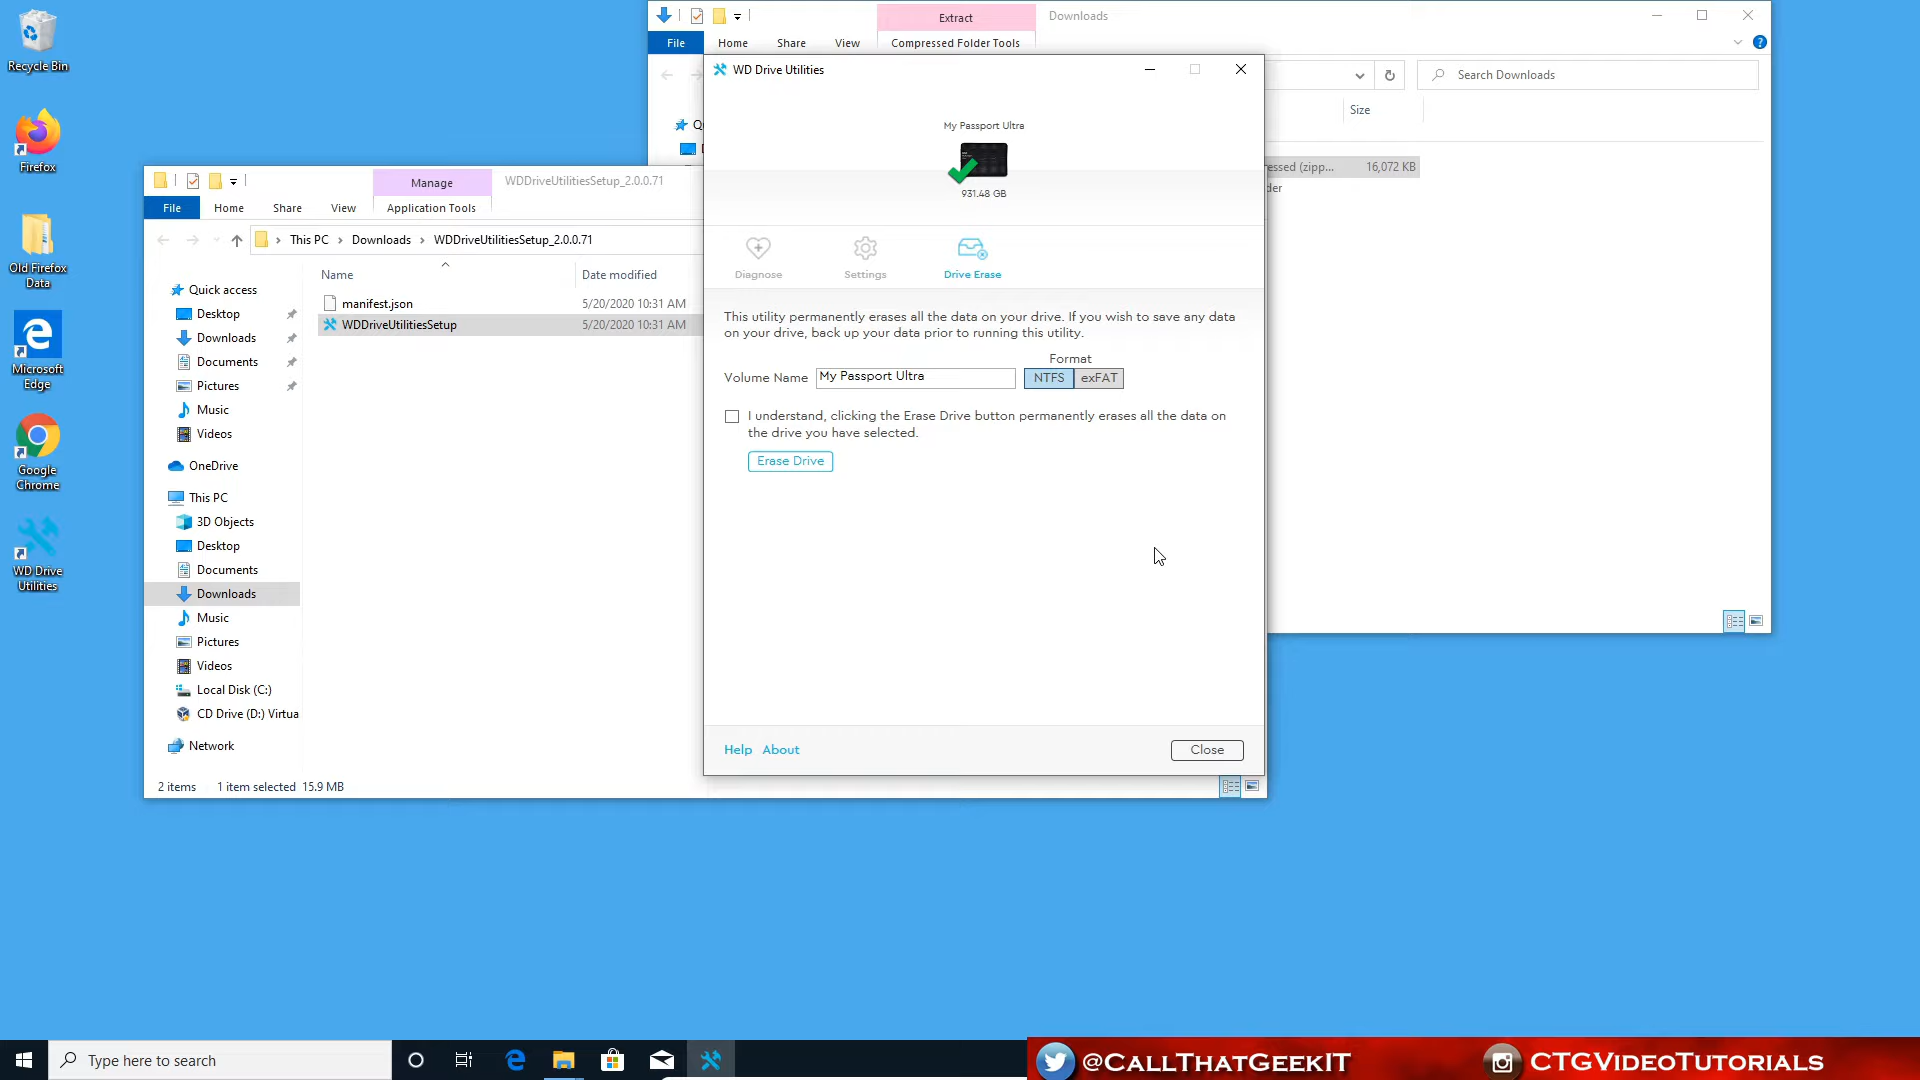 Recycle Bin
Firefox
Old Firefox
Data
Microsoft
Edge
Google
Chrome
WD Drive
Utilities
Extract
Downloads
File
Home
Share
View
Compressed Folder Tools
Search Downloads
Size
ressed (zipp...
16,072 KB
der
Manage
WDDriveUtilitiesSetup_2.0.0.71
File
Home
Share
View
Application Tools
This PC
Downloads
WDDriveUtilitiesSetup_2.0.0.71
Name
Date modified
manifest.json
5/20/2020 10:31 AM
WDDriveUtilitiesSetup
5/20/2020 10:31 AM
Quick access
Desktop
Downloads
Documents
Pictures
Music
Videos
OneDrive
This PC
3D Objects
Desktop
Documents
Downloads
Music
Pictures
Videos
Local Disk (C:)
CD Drive (D:) Virtua
Network
2 items
1 item selected 15.9 MB
WD Drive Utilities
My Passport Ultra
931.48 GB
Diagnose
Settings
Drive Erase
This utility permanently erases all the data on your drive. If you wish to save any data
on your drive, back up your data prior to running this utility.
Format
Volume Name
My Passport Ultra
NTFS
exFAT
I understand, clicking the Erase Drive button permanently erases all the data on
the drive you have selected.
Erase Drive
Help
About
Close
Type here to search
@CallThatGeekIT
CTGVideoTutorials